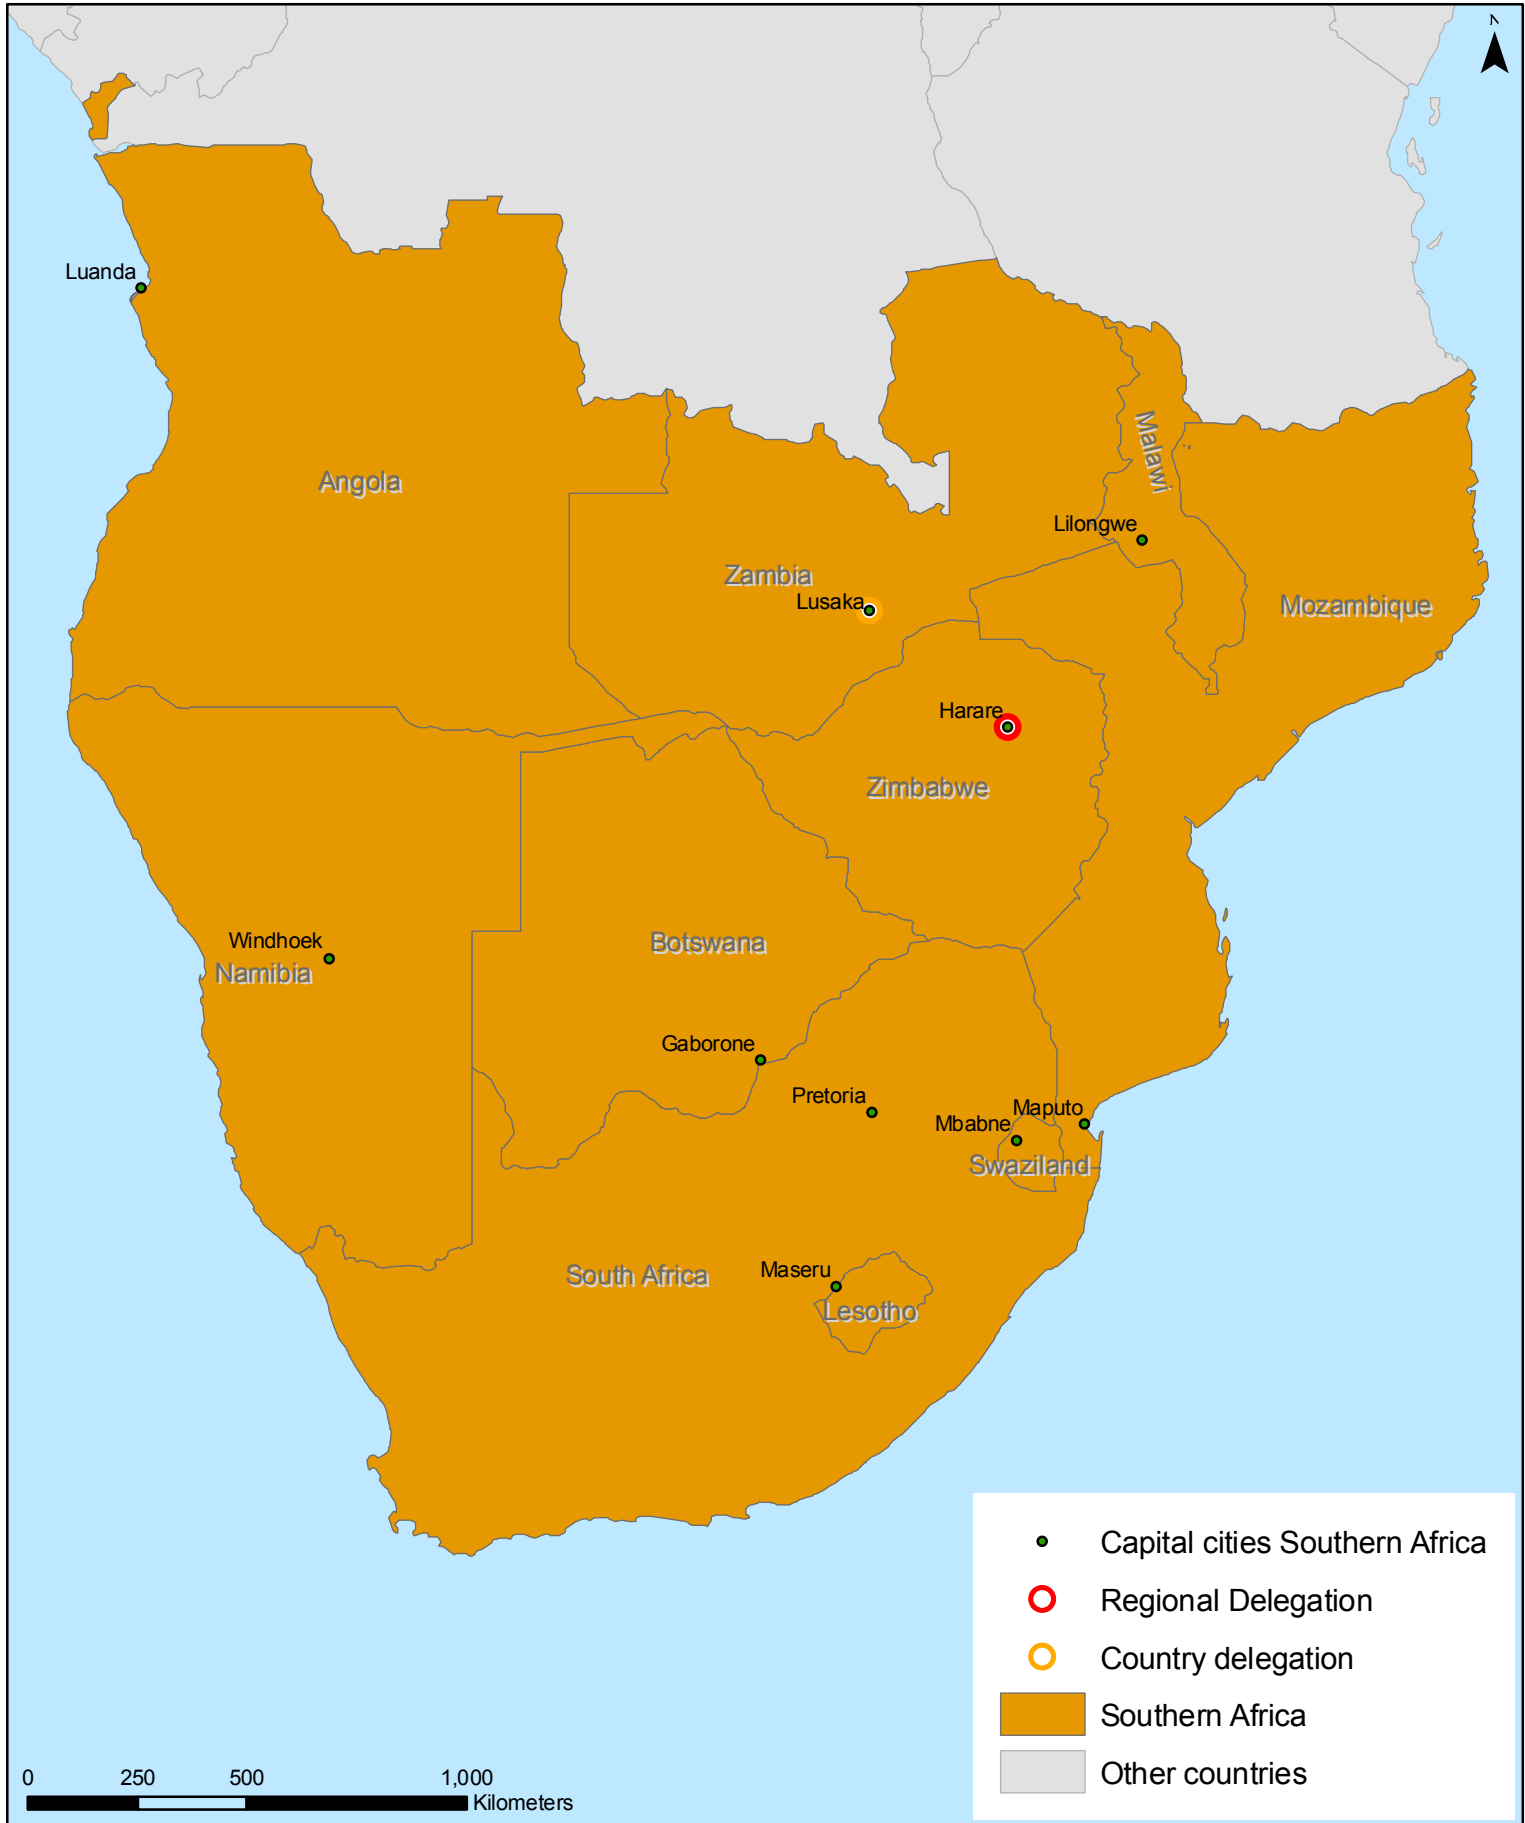 N
Luanda
Angola
Malawi
Lilongwe
Zambia
Lusaka
Mozambique
Harare
Zimbabwe
Windhoek
Namibia
Botswana
Gaborone
Pretoria
Maputo
Mbabne
Swaziland
South Africa
Maseru
Lesotho
Capital cities Southern Africa
Regional Delegation
Country delegation
Southern Africa
Other countries
0 250 500 1,000
Kilometers